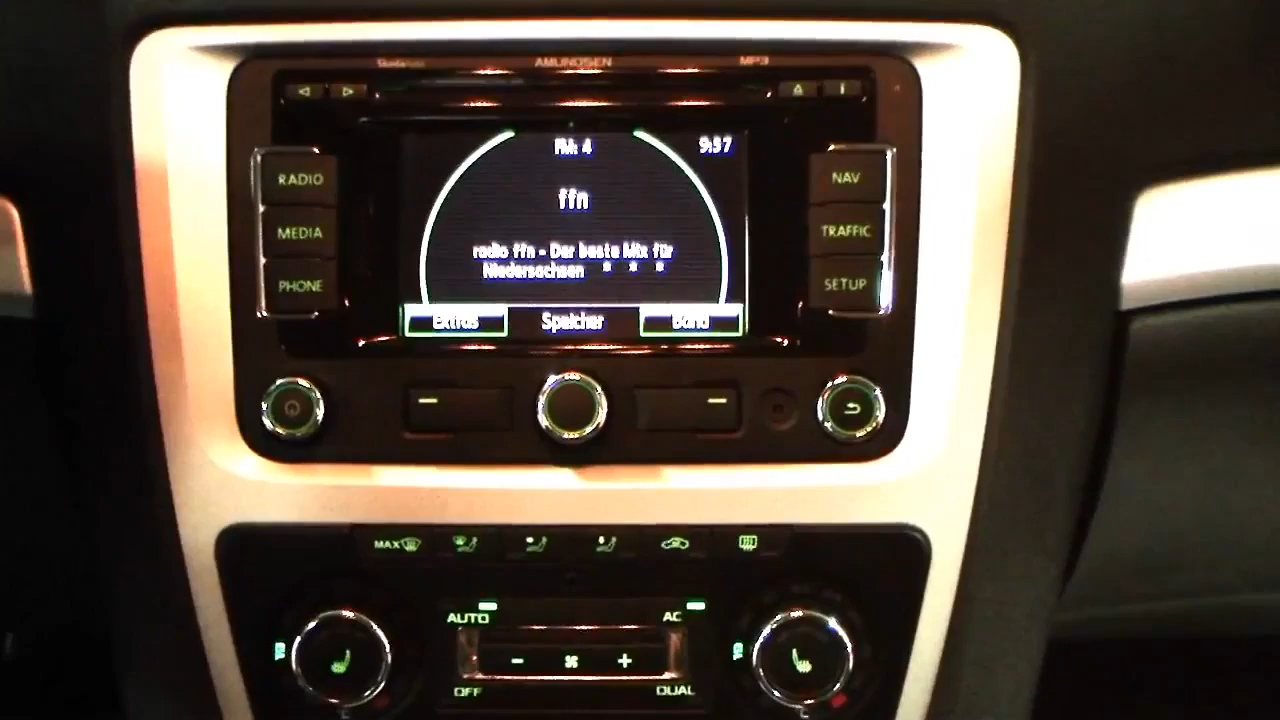 AMUNDSEN
MP3
FM: 4
9:37
RADIO
NAV
ffn
MEDIA
TRAFFIC
radio ffn - Der beste Mix für
Niedersachsen * * *
PHONE
SETUP
Extras
Speicher
Band
MAX
AUTO
AC
- +
OFF
DUAL